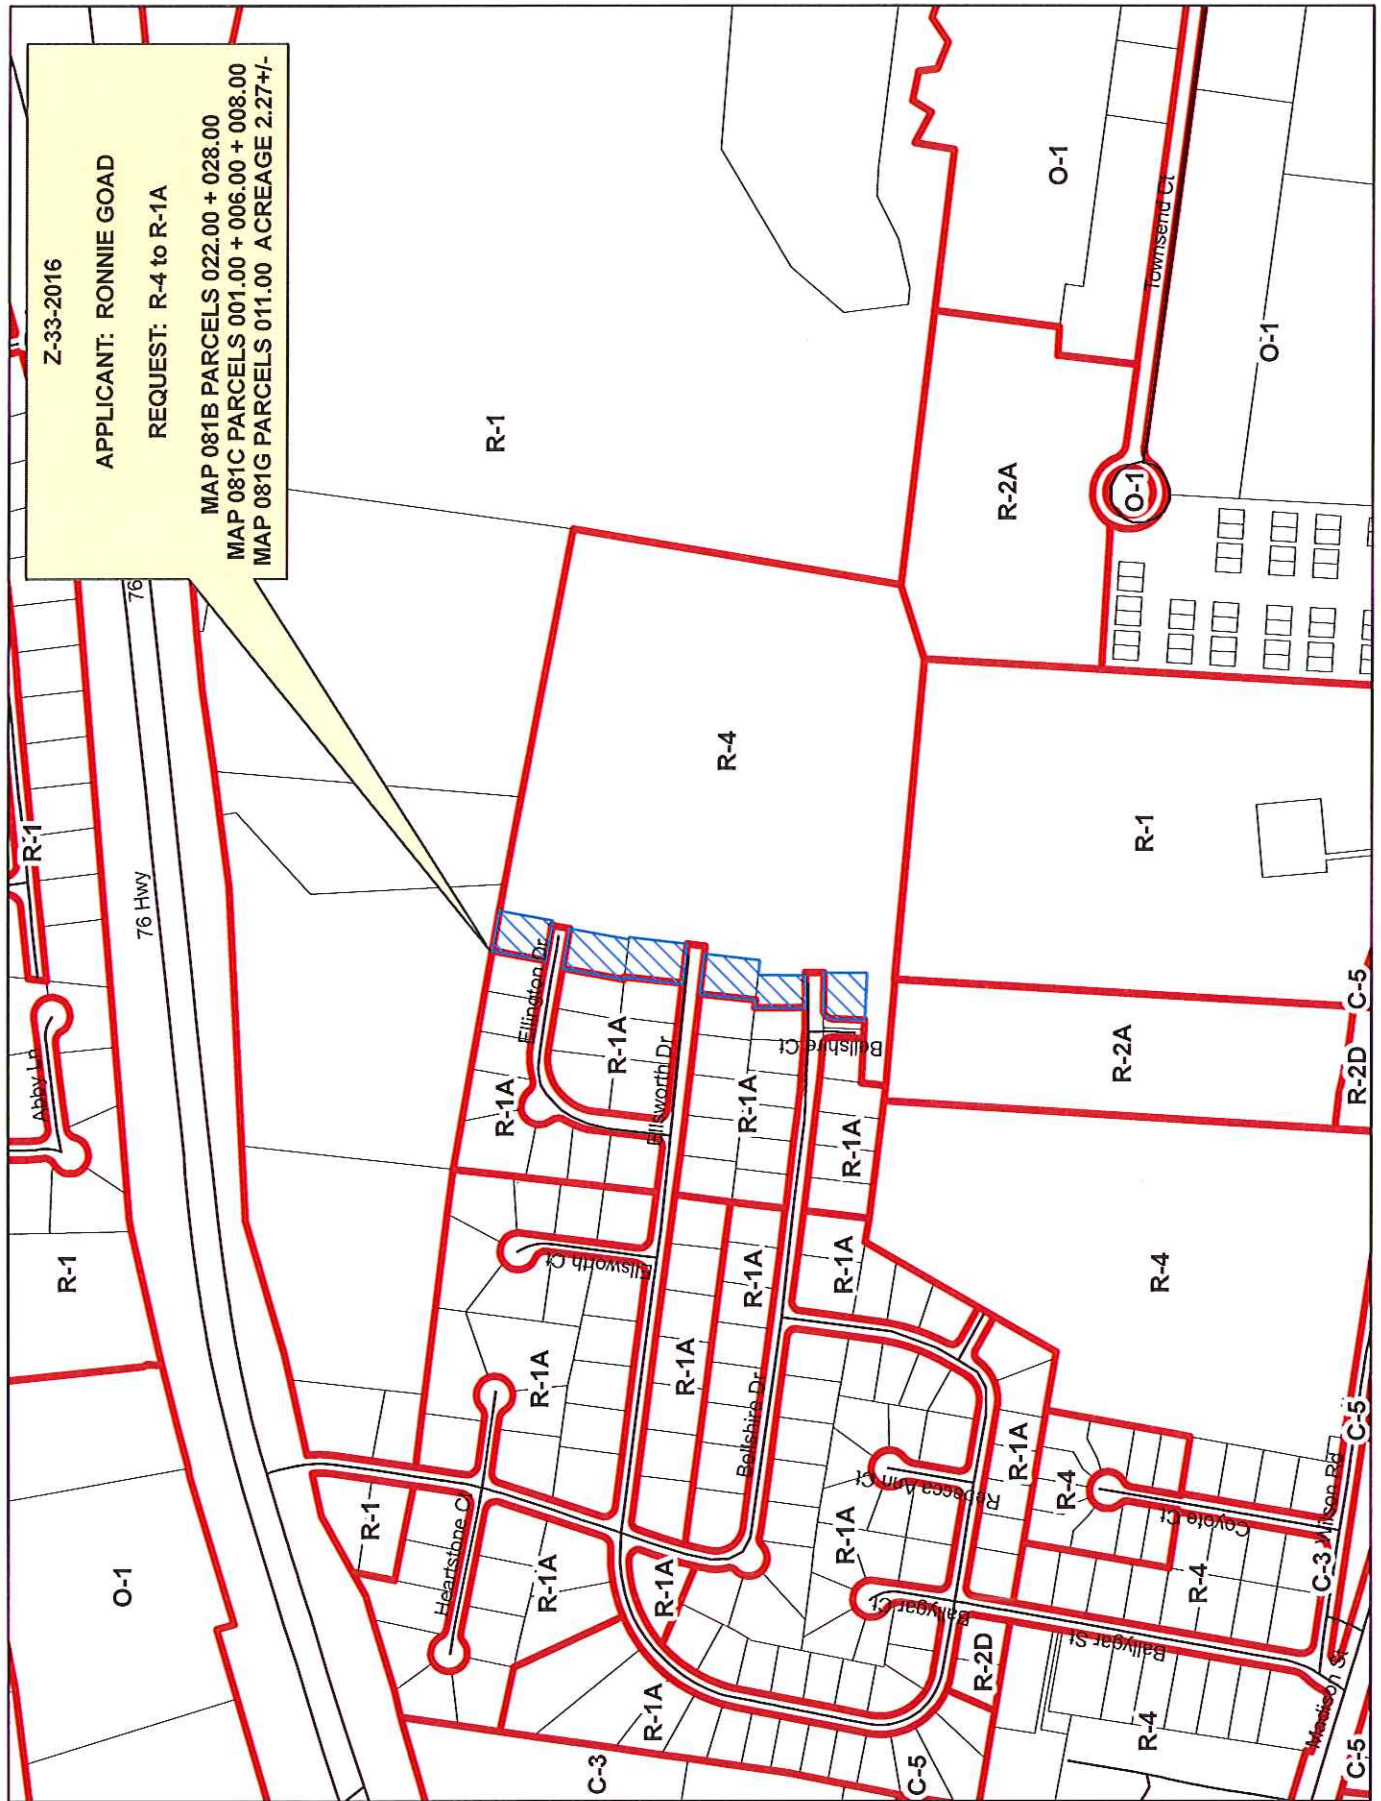 Z-33-2016
APPLICANT: RONNIE GOAD
REQUEST: R-4 to R-1A
MAP 081B PARCELS 022.00 + 028.00
MAP 081C PARCELS 001.00 + 006.00 + 008.00
MAP 081G PARCELS 011.00 ACREAGE 2.27+/-
76
R-1
76 Hwy
Abby Ln
R-1
O-1
R-1
R-1
O-1
Townsend Ct
O-1
O-1
R-2A
R-4
R-1
R-2A
C-5
R-2D
R-4
C-5
Ellington Dr
R-1A
R-1A
Ellsworth Dr
R-1A
Bellshire Ct
R-1A
Ellsworth Ct
R-1A
R-1A
R-1A
R-1A
Bellshire Dr
Heartstone Ct
R-1A
R-1A
R-1A
R-1A
Rebecca Ann Ct
R-1A
Ballygar Ct
R-4
Coyote Ct
R-4
Wilson Rd
C-3
Ballygar St
R-2D
R-4
Madison St
C-5
C-3
C-5